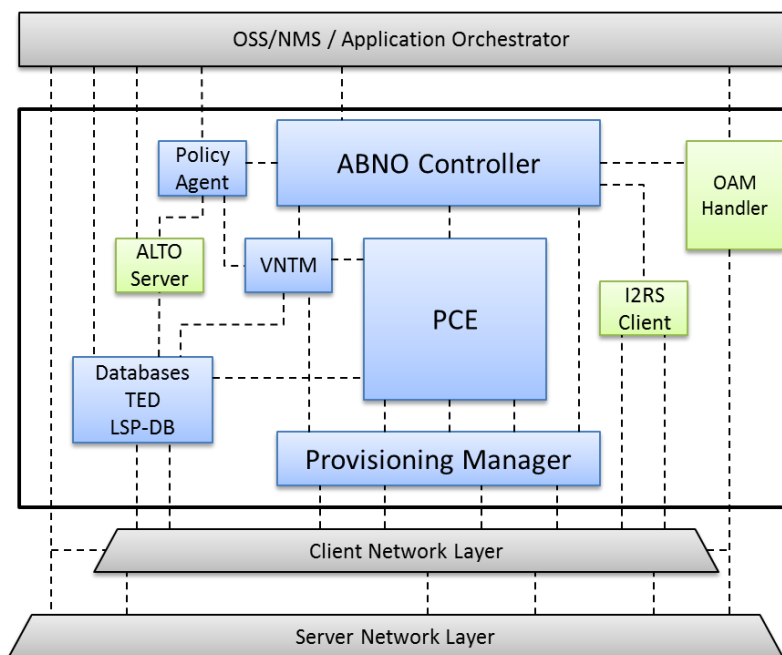 OSS/NMS / Application Orchestrator
Policy
Agent
ABNO Controller
OAM
Handler
ALTO
Server
VNTM
PCE
I2RS
Client
Databases
TED
LSP-DB
Provisioning Manager
Client Network Layer
Server Network Layer